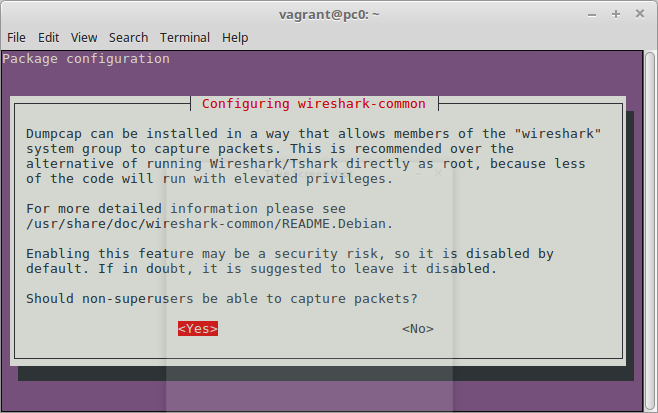 vagrant@pc0: ~
File Edit View Search Terminal Help
Package configuration
Configuring wireshark-common
Dumpcap can be installed in a way that allows members of the "wireshark"
system group to capture packets. This is recommended over the
alternative of running Wireshark/Tshark directly as root, because less
of the code will run with elevated privileges.
For more detailed information please see
/usr/share/doc/wireshark-common/README.Debian.
Enabling this feature may be a security risk, so it is disabled by
default. If in doubt, it is suggested to leave it disabled.
Should non-superusers be able to capture packets?
<Yes> <No>